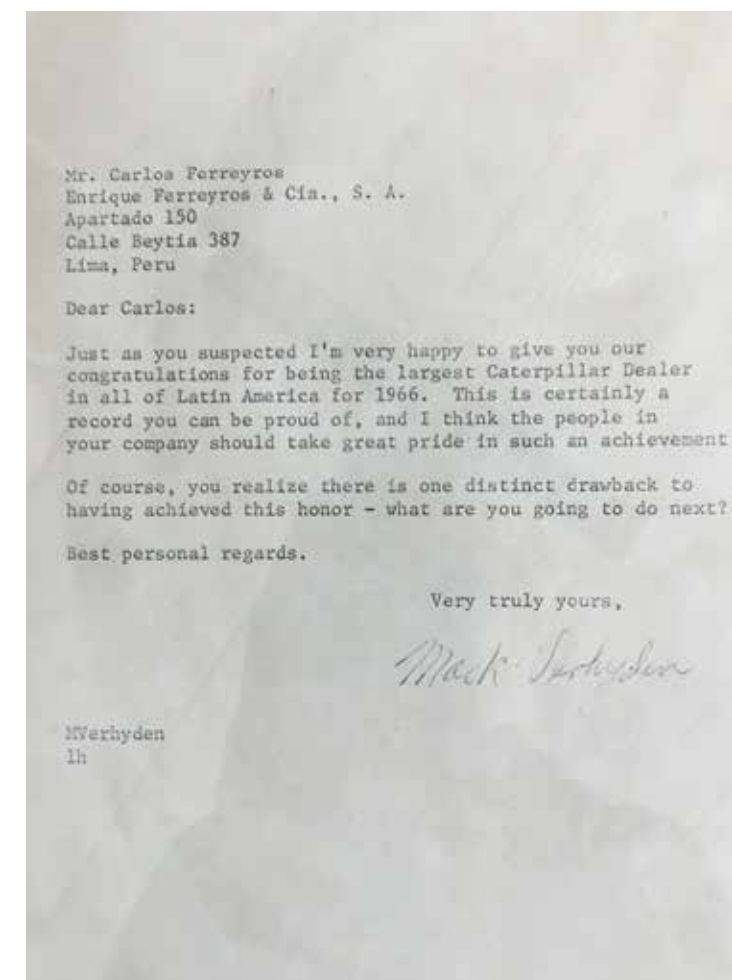 Mr. Carlos Ferreyros
Enrique Ferreyros & Cía., S. A.
Apartado 150
Calle Beytia 387
Lima, Peru
Dear Carlos:
Just as you suspected I'm very happy to give you our
congratulations for being the largest Caterpillar Dealer
in all of Latin America for 1966. This is certainly a
record you can be proud of, and I think the people in
your company should take great pride in such an achievement
Of course, you realize there is one distinct drawback to
having achieved this honor - what are you going to do next?
Best personal regards.
Very truly yours,
Mack Verhyden
MVerhyden
lh